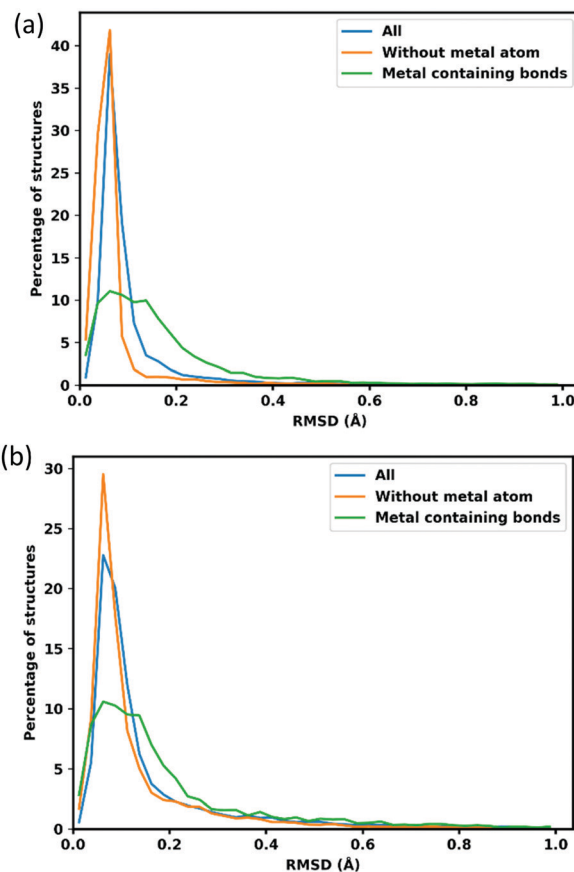 (a)
All
Without metal atom
Metal containing bonds
Percentage of structures
40
35
30
25
20
15
10
5
0
0.0 0.2 0.4 0.6 0.8 1.0
RMSD (Å)
(b)
All
Without metal atom
Metal containing bonds
Percentage of structures
30
25
20
15
10
5
0
0.0 0.2 0.4 0.6 0.8 1.0
RMSD (Å)